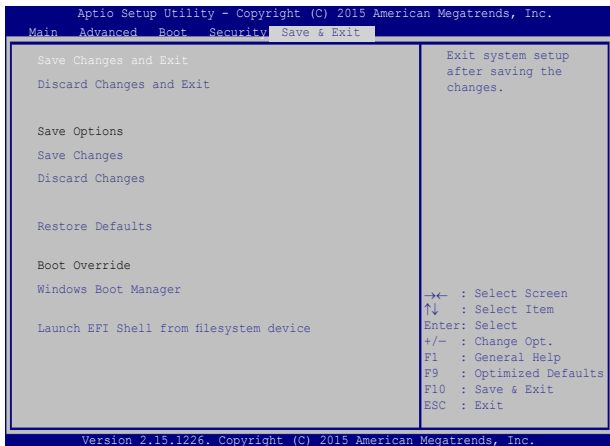 Aptio Setup Utility - Copyright (C) 2015 American Megatrends, Inc.
Main Advanced Boot Security Save & Exit
Save Changes and Exit
Discard Changes and Exit
Save Options
Save Changes
Discard Changes
Restore Defaults
Boot Override
Windows Boot Manager
Launch EFI Shell from filesystem device
Exit system setup
after saving the
changes.
→← : Select Screen
↑↓ : Select Item
Enter: Select
+/— : Change Opt.
F1 : General Help
F9 : Optimized Defaults
F10 : Save & Exit
ESC : Exit
Version 2.15.1226. Copyright (C) 2015 American Megatrends, Inc.